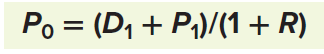 P₀ = (D₁ + P₁)/(1 + R)